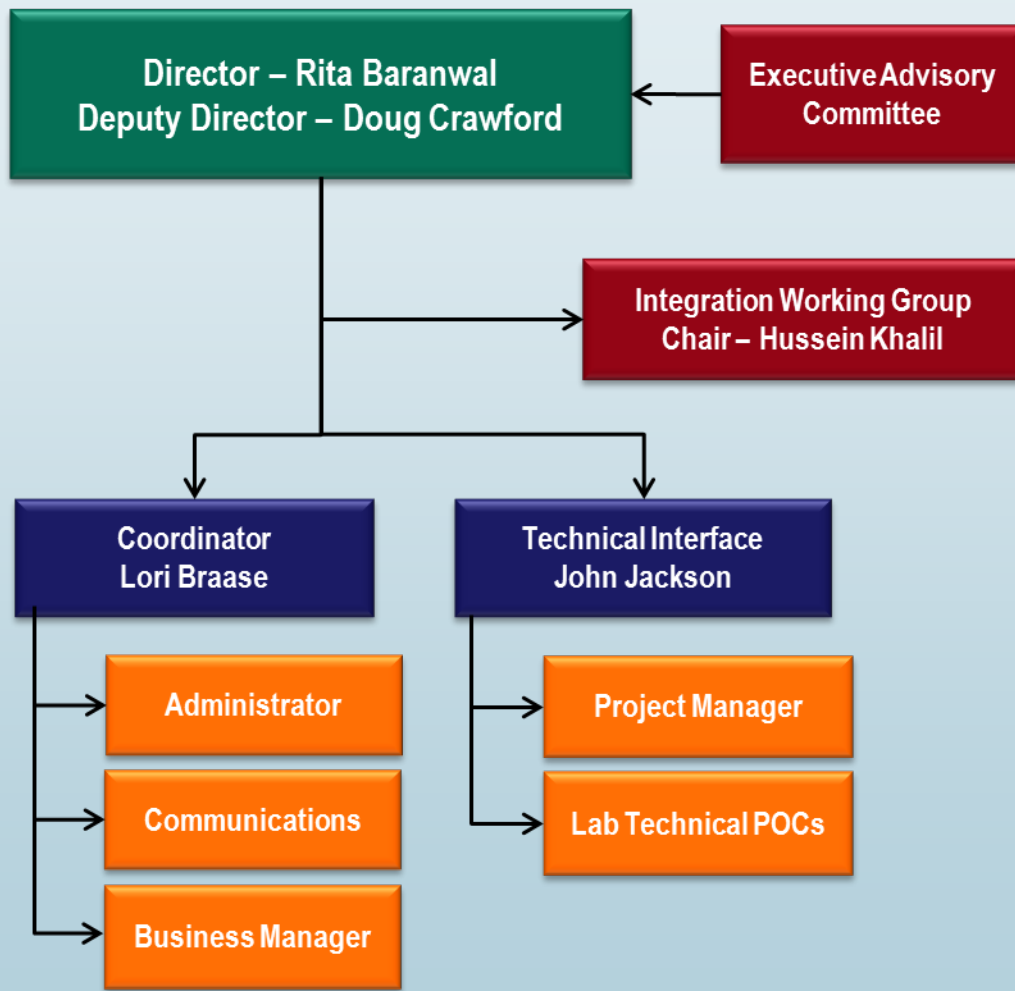 Director – Rita Baranwal
Deputy Director – Doug Crawford
Executive Advisory
Committee
Integration Working Group
Chair – Hussein Khalil
Coordinator
Lori Braase
Technical Interface
John Jackson
Administrator
Communications
Business Manager
Project Manager
Lab Technical POCs